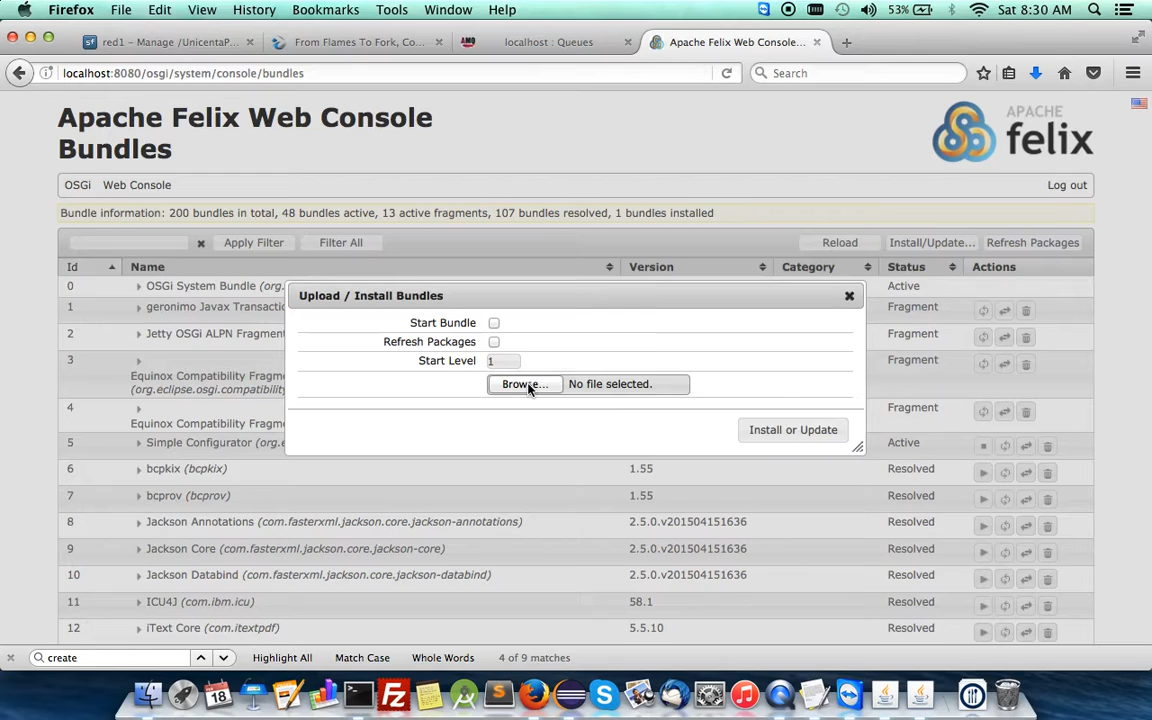 Firefox File Edit View History Bookmarks Tools Window Help 53% Sat 8:30 AM
red1 – Manage /UnicentaP... From Flames To Fork, Co... localhost : Queues Apache Felix Web Console...
localhost:8080/osgi/system/console/bundles Search
Apache Felix Web Console
Bundles
APACHE
felix
OSGi Web Console Log out
Bundle information: 200 bundles in total, 48 bundles active, 13 active fragments, 107 bundles resolved, 1 bundles installed
Apply Filter Filter All Reload Install/Update... Refresh Packages
Id Name Version Category Status Actions
0 OSGi System Bundle (org. Active
1 geronimo Javax Transactio Fragment
2 Jetty OSGi ALPN Fragment Fragment
3 Fragment
Equinox Compatibility Fragme
(org.eclipse.osgi.compatibilit
4 Fragment
Equinox Compatibility Fragme
5 Simple Configurator (org.e Active
Upload / Install Bundles
Start Bundle
Refresh Packages
Start Level 1
Browse... No file selected.
Install or Update
6 bcpkix (bcpkix) 1.55 Resolved
7 bcprov (bcprov) 1.55 Resolved
8 Jackson Annotations (com.fasterxml.jackson.core.jackson-annotations) 2.5.0.v201504151636 Resolved
9 Jackson Core (com.fasterxml.jackson.core.jackson-core) 2.5.0.v201504151636 Resolved
10 Jackson Databind (com.fasterxml.jackson.core.jackson-databind) 2.5.0.v201504151636 Resolved
11 ICU4J (com.ibm.icu) 58.1 Resolved
12 iText Core (com.itextpdf) 5.5.10 Resolved
create Highlight All Match Case Whole Words 4 of 9 matches
18